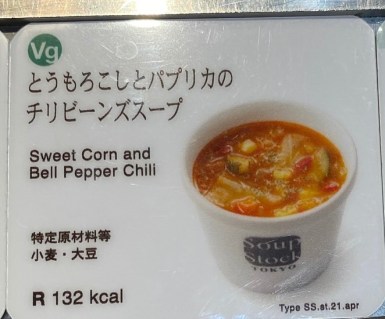 Vg
とうもろこしとパプリカの
チリビーンズスープ
Sweet Corn and
Bell Pepper Chili
特定原材料等
小麦・大豆
R 132 kcal
Soup
Stock
TOKYO
Type SS.st.21.apr